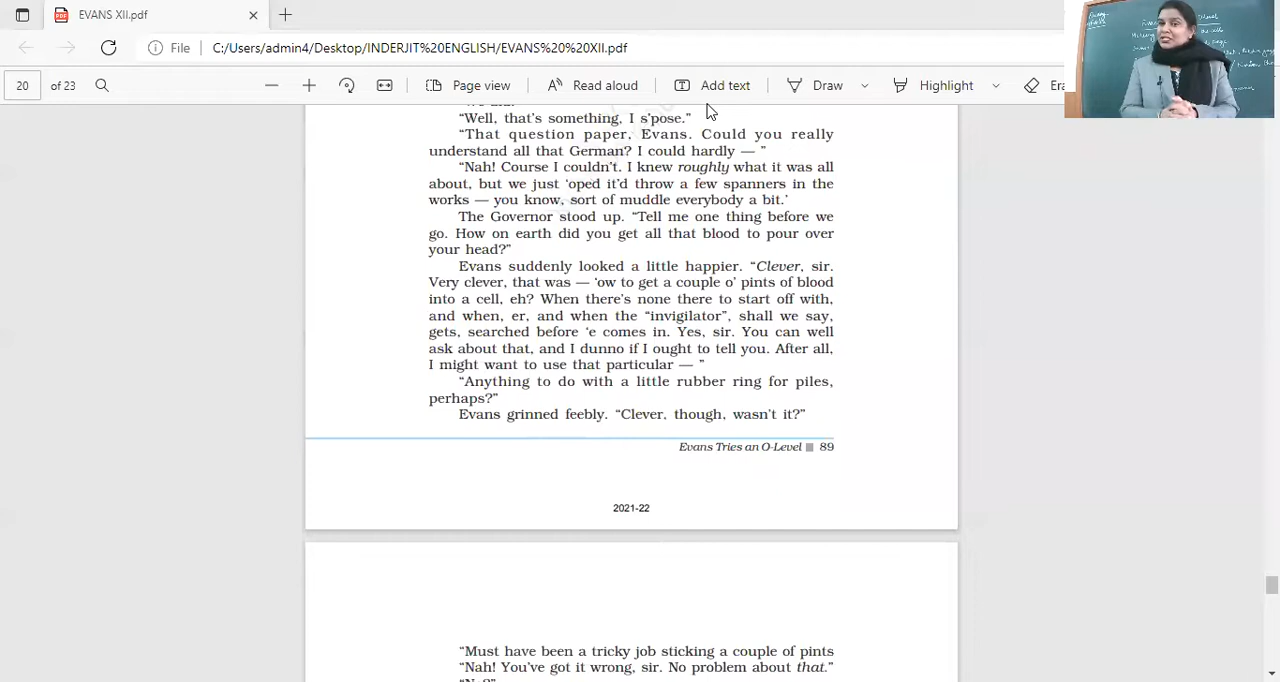 EVANS XII.pdf
File
C:/Users/admin4/Desktop/INDERJIT%20ENGLISH/EVANS%20%20XII.pdf
20 of 23
Page view
Read aloud
Add text
Draw
Highlight
“Well, that’s something, I s’pose.”
“That question paper, Evans. Could you really
understand all that German? I could hardly — ”
“Nah! Course I couldn’t. I knew roughly what it was all
about, but we just ‘oped it’d throw a few spanners in the
works — you know, sort of muddle everybody a bit.’
The Governor stood up. “Tell me one thing before we
go. How on earth did you get all that blood to pour over
your head?”
Evans suddenly looked a little happier. “Clever, sir.
Very clever, that was — ‘ow to get a couple o’ pints of blood
into a cell, eh? When there’s none there to start off with,
and when, er, and when the “invigilator”, shall we say,
gets, searched before ‘e comes in. Yes, sir. You can well
ask about that, and I dunno if I ought to tell you. After all,
I might want to use that particular — ”
“Anything to do with a little rubber ring for piles,
perhaps?”
Evans grinned feebly. “Clever, though, wasn’t it?”
Evans Tries an O-Level 89
2021-22
“Must have been a tricky job sticking a couple of pints
“Nah! You’ve got it wrong, sir. No problem about that.”